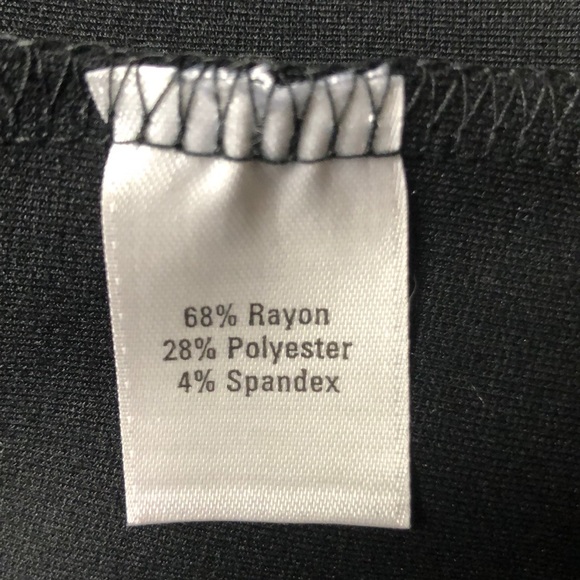 68% Rayon
28% Polyester
4% Spandex